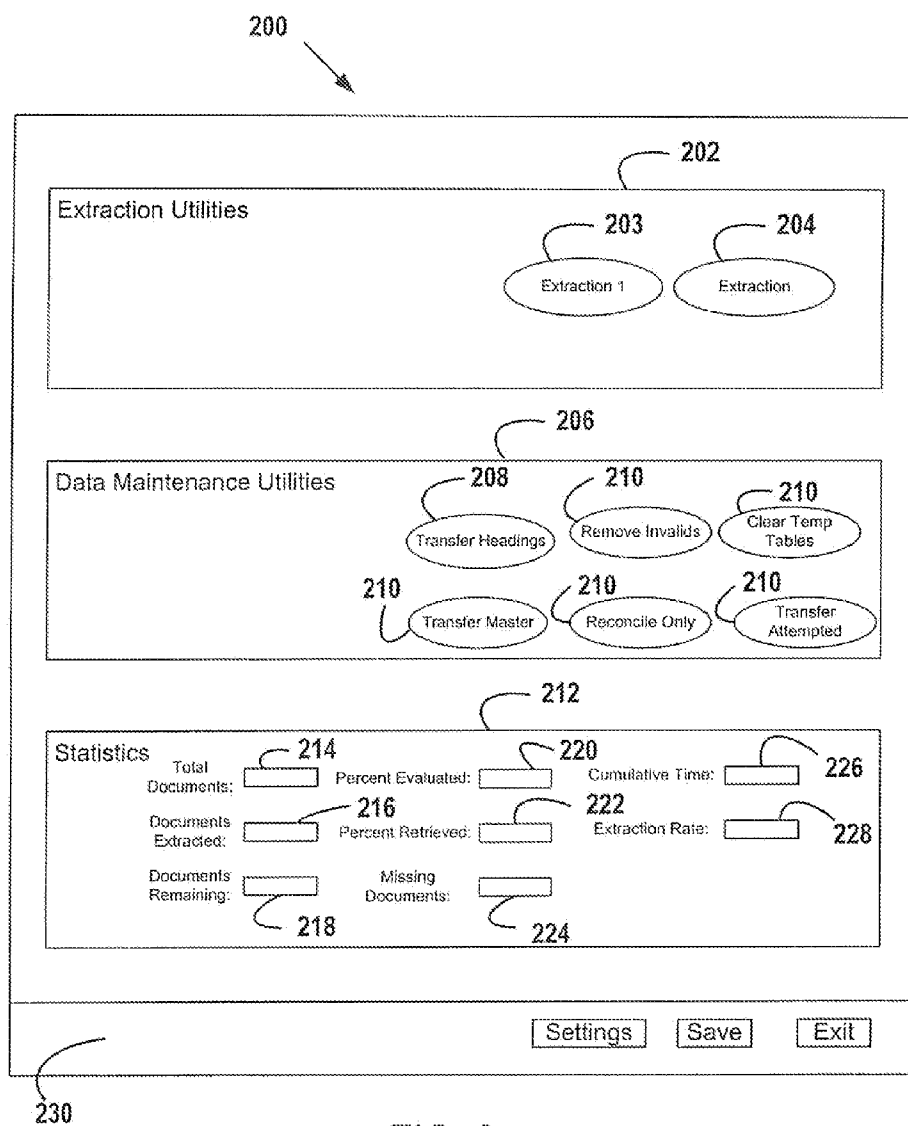 200
202
Extraction Utilities
203
204
Extraction 1
Extraction
206
Data Maintenance Utilities
208
210
210
Transfer Headings
Remove Invalids
Clear Temp
Tables
210
210
210
Transfer Master
Reconcile Only
Transfer
Attempted
212
Statistics
214
220
Total
Documents:
Percent Evaluated:
Cumulative Time:
226
216
222
Documents
Extracted:
Percent Retrieved:
Extraction Rate:
228
Documents
Remaining:
Missing
Documents:
218
224
Settings
Save
Exit
230